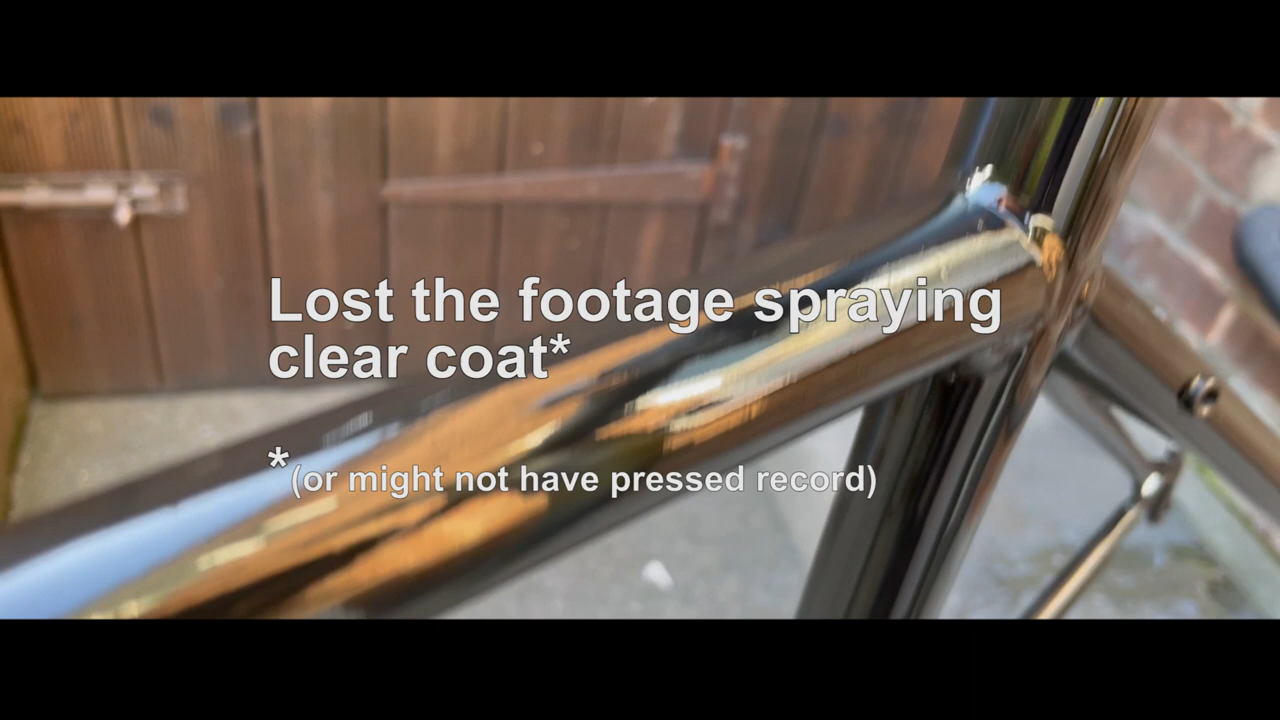 Lost the footage spraying
clear coat*
*(or might not have pressed record)